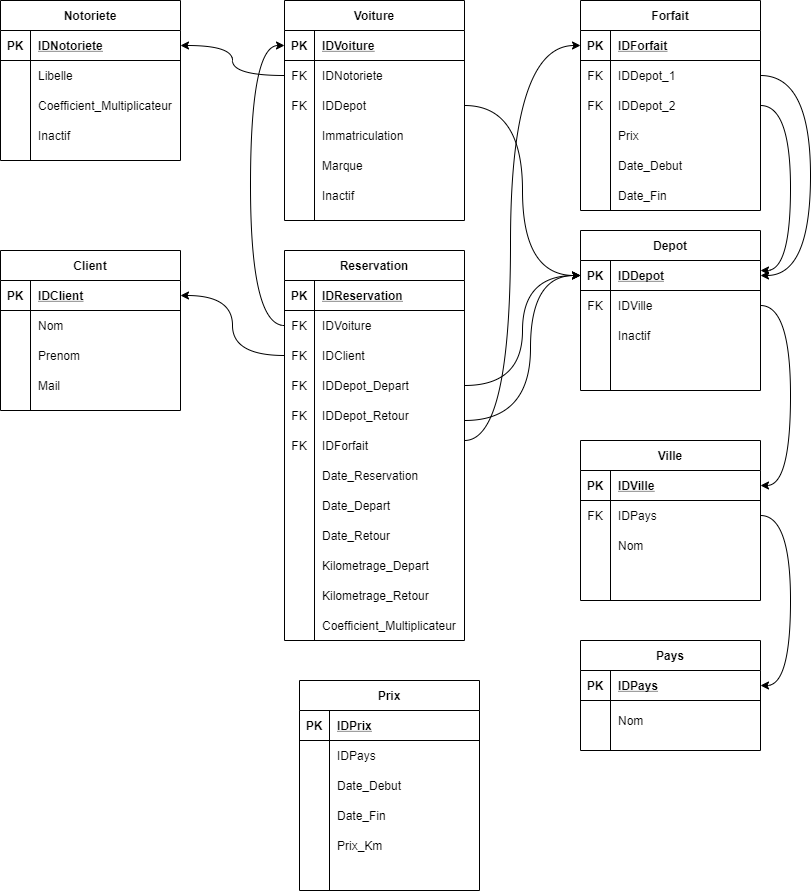 Notoriete
PK IDNotoriete
Libelle
Coefficient_Multiplicateur
Inactif
Voiture
PK IDVoiture
FK IDNotoriete
FK IDDepot
Immatriculation
Marque
Inactif
Forfait
PK IDForfait
FK IDDepot_1
FK IDDepot_2
Prix
Date_Debut
Date_Fin
Client
PK IDClient
Nom
Prenom
Mail
Reservation
PK IDReservation
FK IDVoiture
FK IDClient
FK IDDepot_Depart
FK IDDepot_Retour
FK IDForfait
Date_Reservation
Date_Depart
Date_Retour
Kilometrage_Depart
Kilometrage_Retour
Coefficient_Multiplicateur
Depot
PK IDDepot
FK IDVille
Inactif
Ville
PK IDVille
FK IDPays
Nom
Pays
PK IDPays
Nom
Prix
PK IDPrix
IDPays
Date_Debut
Date_Fin
Prix_Km